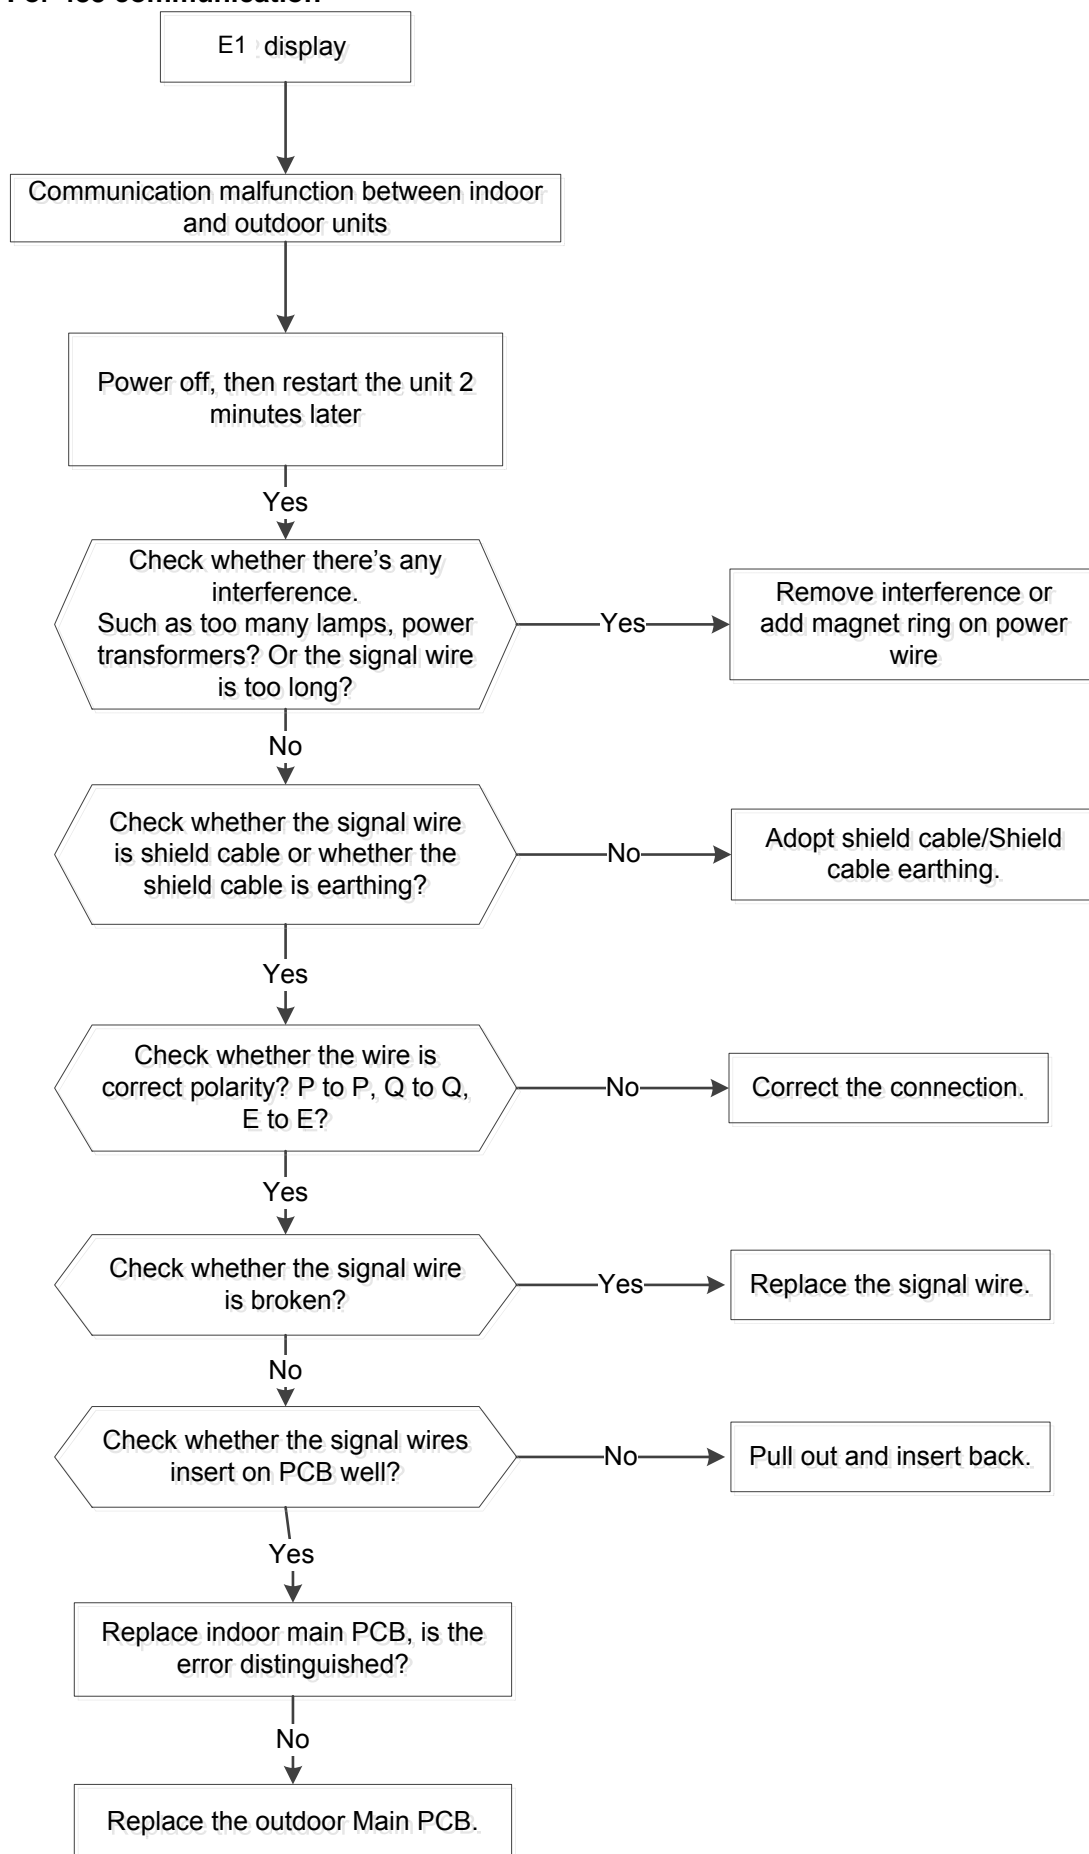 E1 display
Communication malfunction between indoor
and outdoor units
Power off, then restart the unit 2
minutes later
Yes
Check whether there's any
interference.
Such as too many lamps, power
transformers? Or the signal wire
is too long?
Yes
Remove interference or
add magnet ring on power
wire
No
Check whether the signal wire
is shield cable or whether the
shield cable is earthing?
No
Adopt shield cable/Shield
cable earthing.
Yes
Check whether the wire is
correct polarity? P to P, Q to Q,
E to E?
No
Correct the connection.
Yes
Check whether the signal wire
is broken?
Yes
Replace the signal wire.
No
Check whether the signal wires
insert on PCB well?
No
Pull out and insert back.
Yes
Replace indoor main PCB, is the
error distinguished?
No
Replace the outdoor Main PCB.